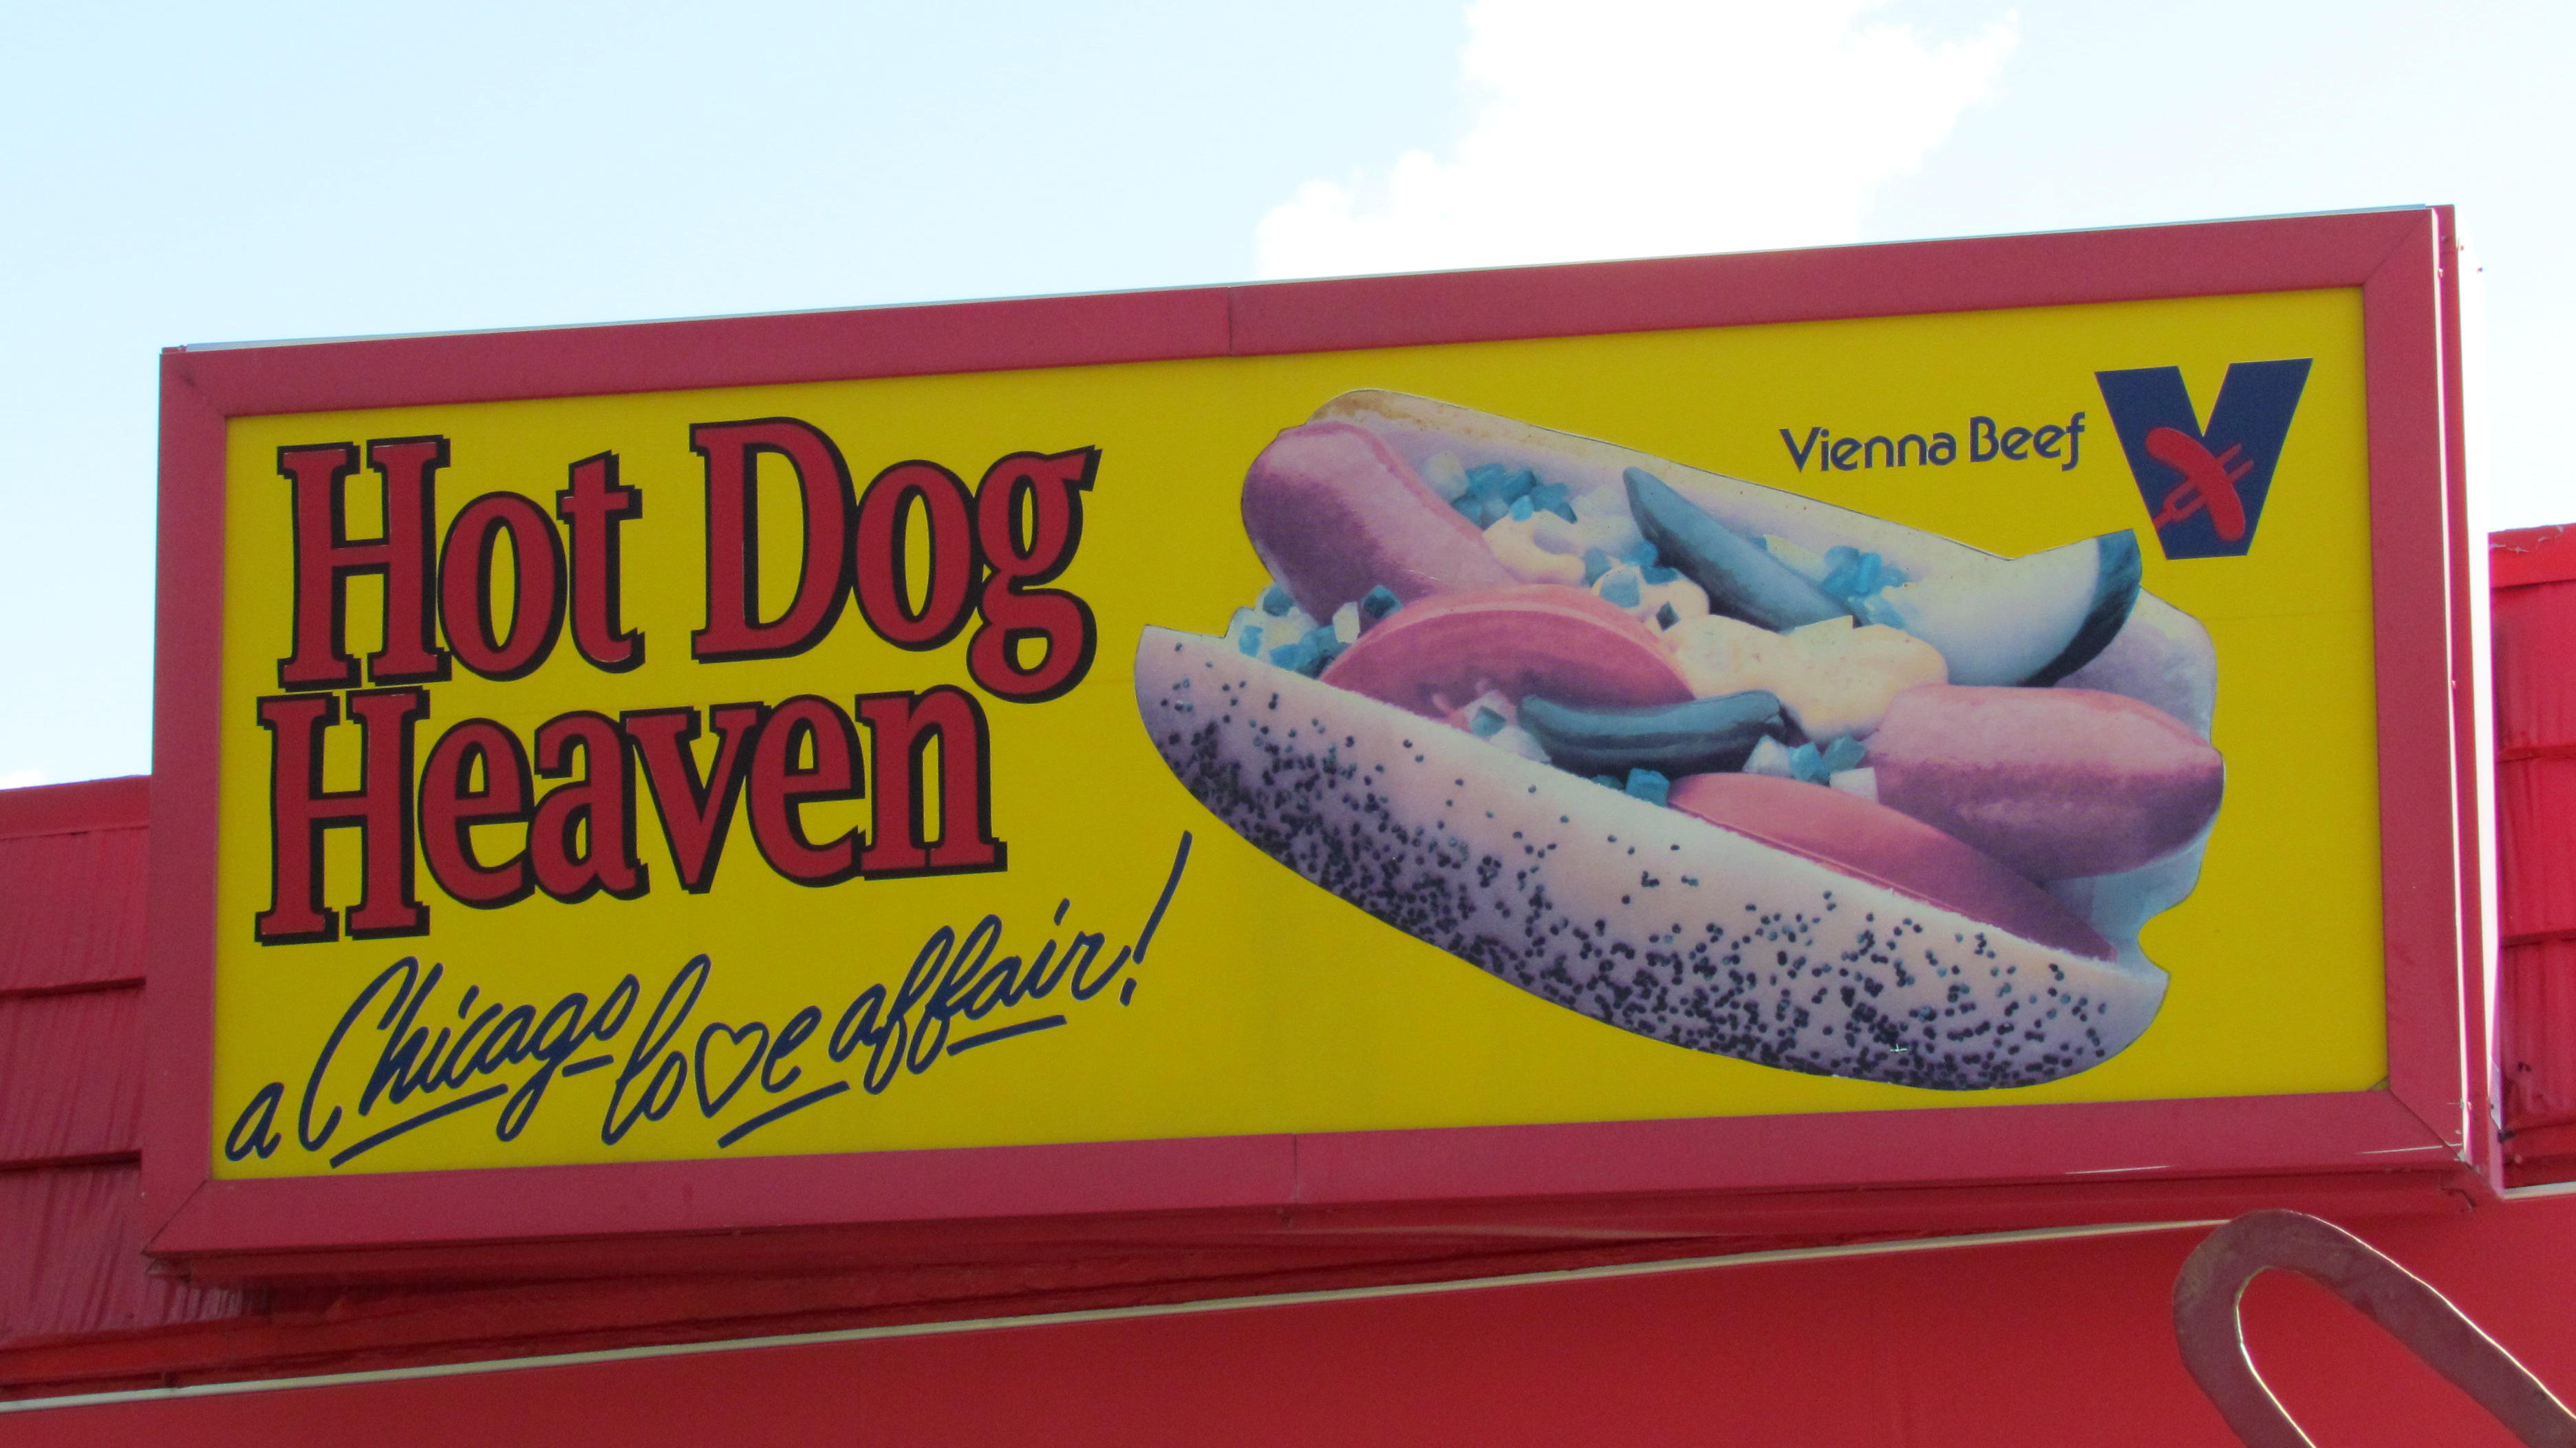 Hot Dog
Heaven
a Chicago love affair!
Vienna Beef
V